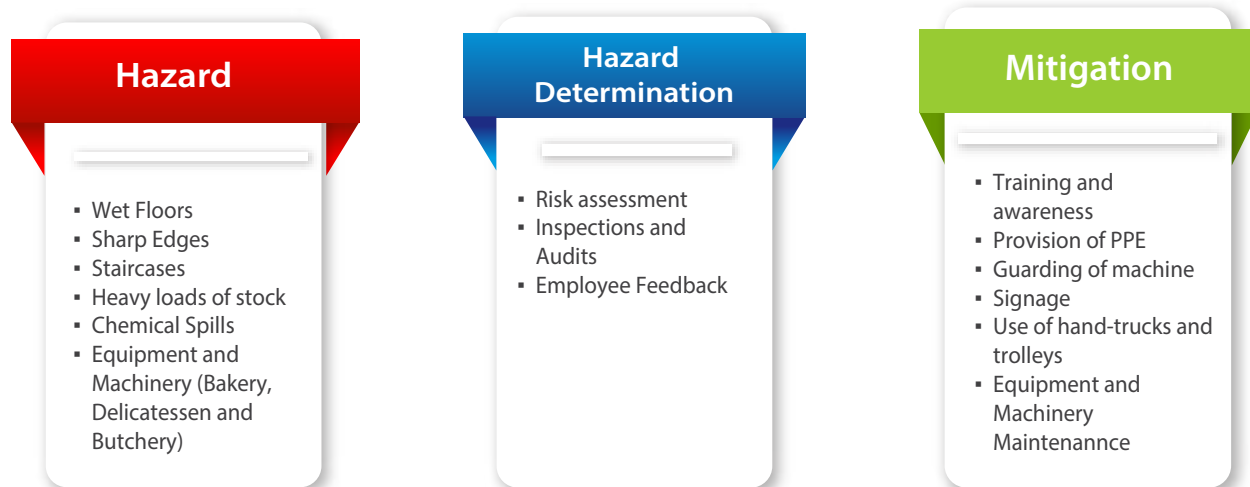 Hazard
▪ Wet Floors
▪ Sharp Edges
▪ Staircases
▪ Heavy loads of stock
▪ Chemical Spills
▪ Equipment and
Machinery (Bakery,
Delicatessen and
Butchery)
Hazard
Determination
▪ Risk assessment
▪ Inspections and
Audits
▪ Employee Feedback
Mitigation
▪ Training and
awareness
▪ Provision of PPE
▪ Guarding of machine
▪ Signage
▪ Use of hand-trucks and
trolleys
▪ Equipment and
Machinery
Maintenannce